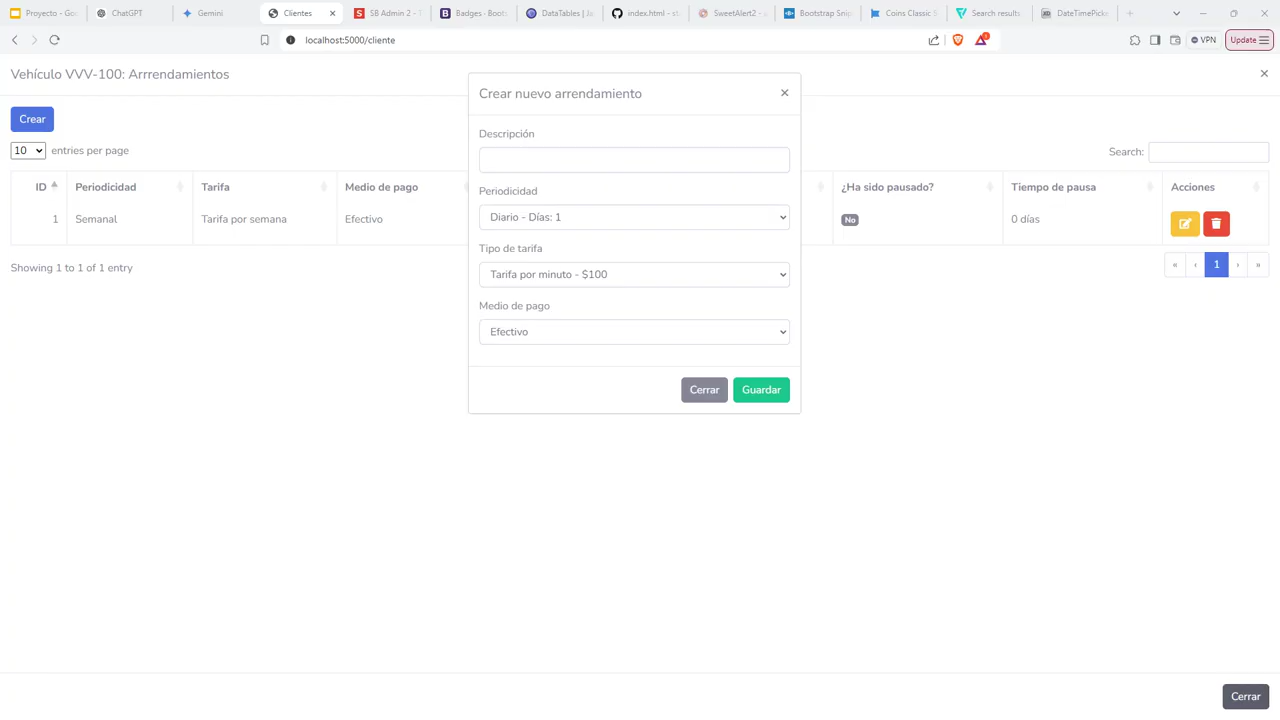 Proyecto - Goo
ChatGPT
Gemini
Clientes
SB Admin 2 - T
Badges · Boots
DataTables | Ja
index.html - st
SweetAlert2 - a
Bootstrap Snip
Coins Classic S
Search results
DateTimePicke
localhost:5000/cliente
VPN
Update
Vehículo VVV-100: Arrrendamientos
Crear
10 entries per page
Search:
ID Periodicidad Tarifa Medio de pago ¿Ha sido pausado? Tiempo de pausa Acciones
1 Semanal Tarifa por semana Efectivo No 0 días
Showing 1 to 1 of 1 entry
« ‹ 1 › »
Crear nuevo arrendamiento
Descripción
Periodicidad
Diario - Días: 1
Tipo de tarifa
Tarifa por minuto - $100
Medio de pago
Efectivo
Cerrar Guardar
Cerrar